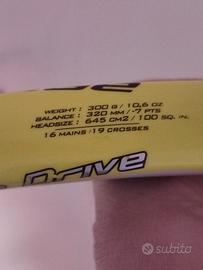 WEIGHT : 300 G / 10,6 OZ
BALANCE : 320 MM / -7 PTS
HEADSIZE : 645 CM2 / 100 SQ. IN.
16 MAINS / 19 CROSSES
Drive
subito